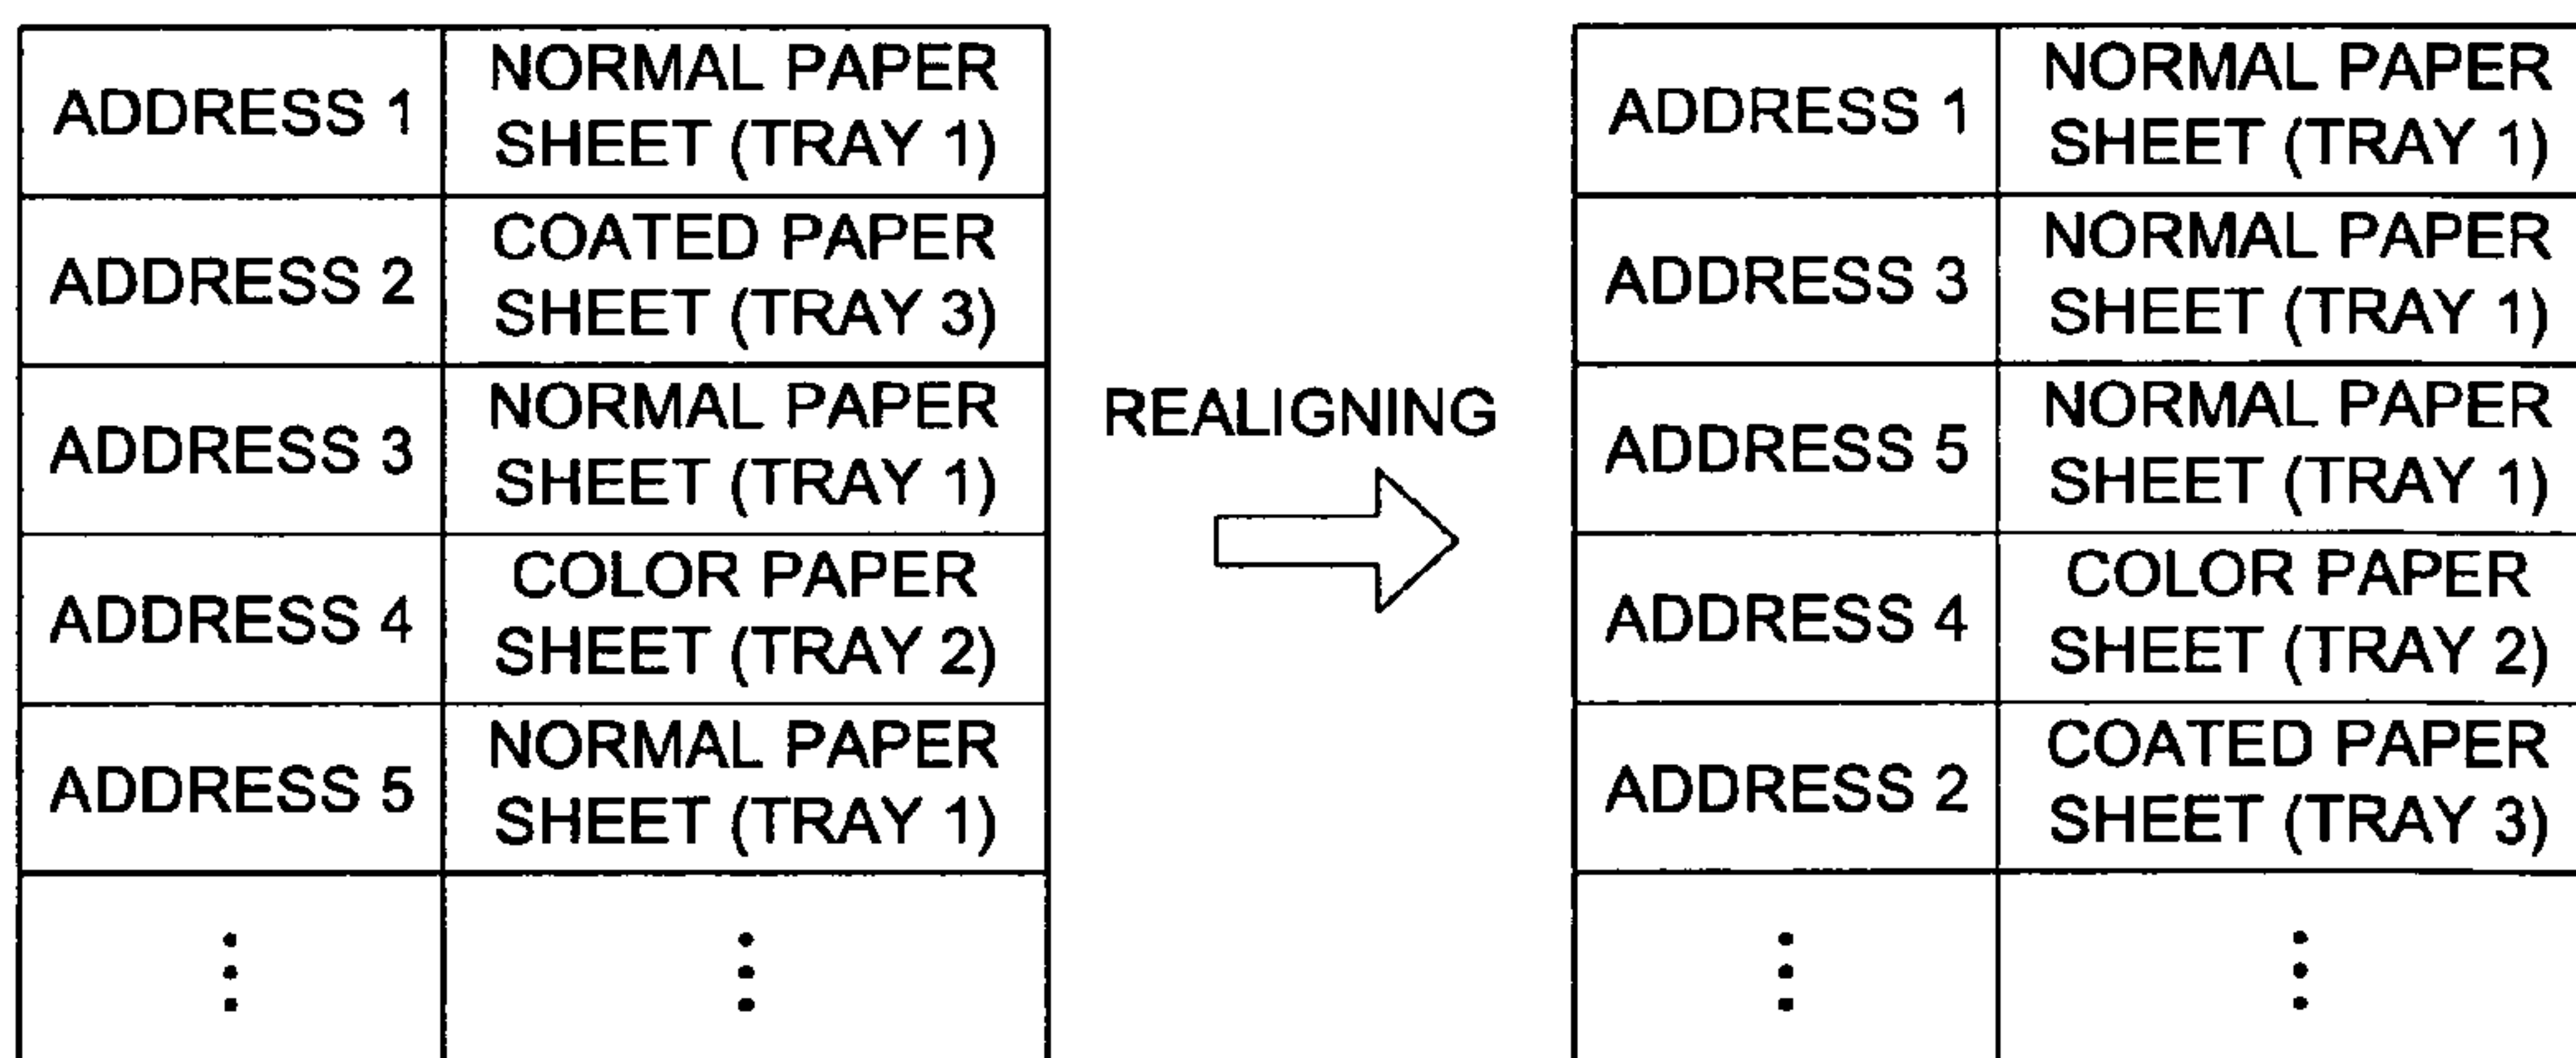 ADDRESS 1
NORMAL PAPER
SHEET (TRAY 1)
ADDRESS 2
COATED PAPER
SHEET (TRAY 3)
ADDRESS 3
NORMAL PAPER
SHEET (TRAY 1)
ADDRESS 4
COLOR PAPER
SHEET (TRAY 2)
ADDRESS 5
NORMAL PAPER
SHEET (TRAY 1)
REALIGNING
ADDRESS 1
NORMAL PAPER
SHEET (TRAY 1)
ADDRESS 3
NORMAL PAPER
SHEET (TRAY 1)
ADDRESS 5
NORMAL PAPER
SHEET (TRAY 1)
ADDRESS 4
COLOR PAPER
SHEET (TRAY 2)
ADDRESS 2
COATED PAPER
SHEET (TRAY 3)